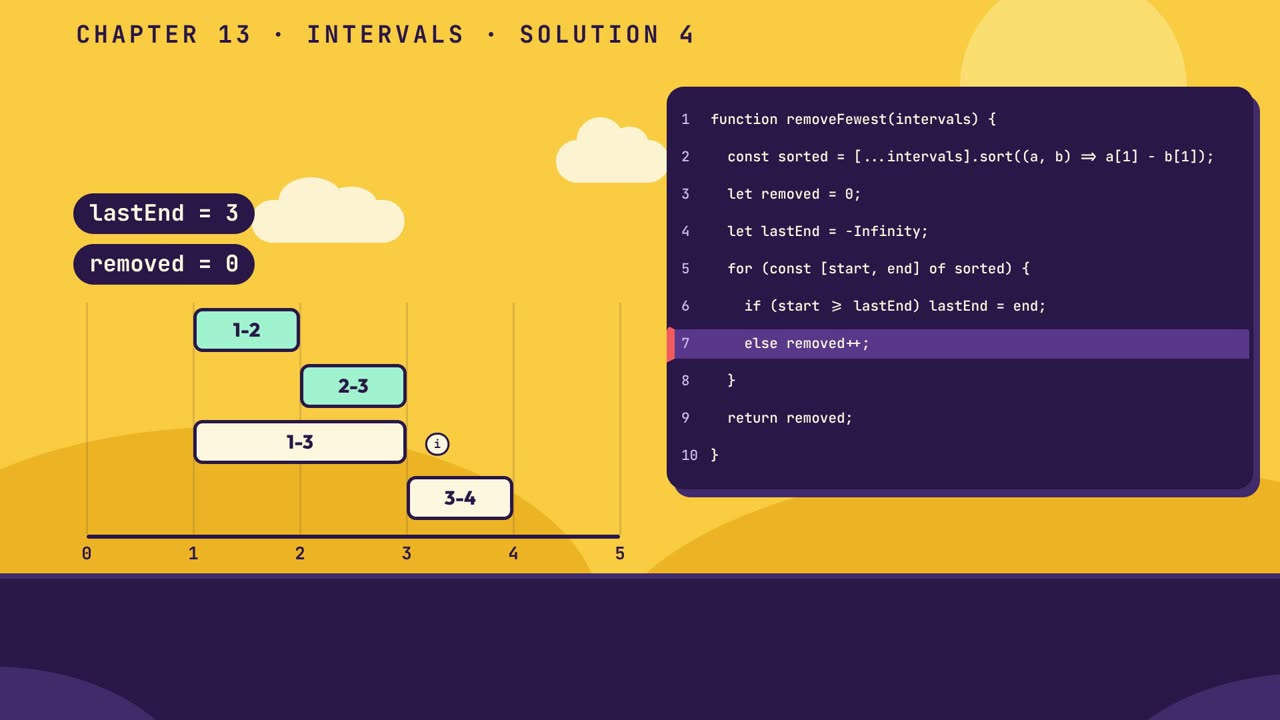 CHAPTER 13 · INTERVALS · SOLUTION 4
lastEnd = 3
removed = 0
1-2
2-3
1-3
i
3-4
0 1 2 3 4 5
1 function removeFewest(intervals) {
2 const sorted = [...intervals].sort((a, b) => a[1] - b[1]);
3 let removed = 0;
4 let lastEnd = -Infinity;
5 for (const [start, end] of sorted) {
6 if (start >= lastEnd) lastEnd = end;
7 else removed++;
8 }
9 return removed;
10 }